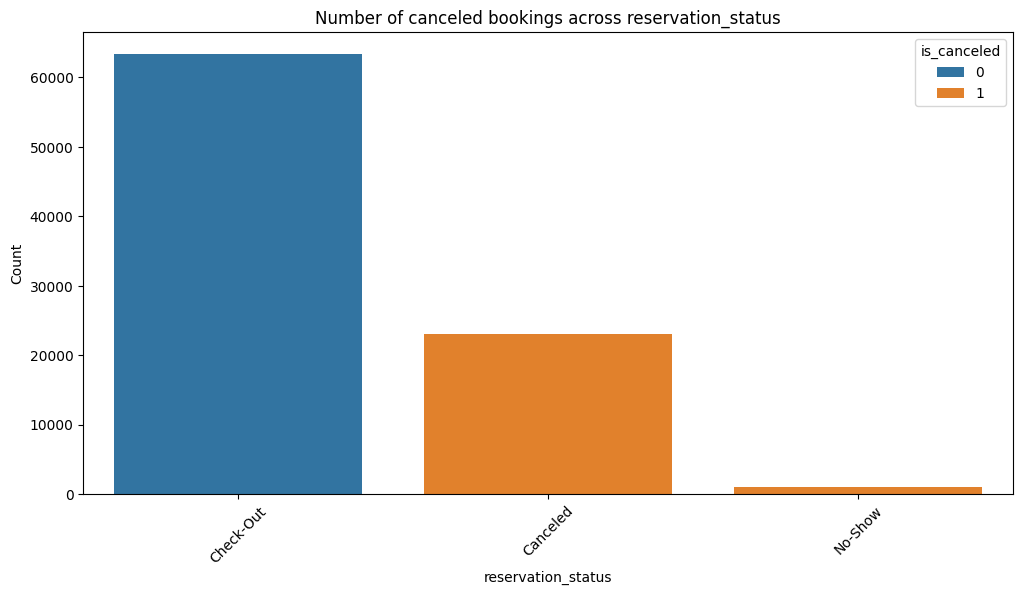 Number of canceled bookings across reservation_status
is_canceled
0
1
60000
50000
40000
30000
20000
10000
0
Count
Check-Out
Canceled
No-Show
reservation_status